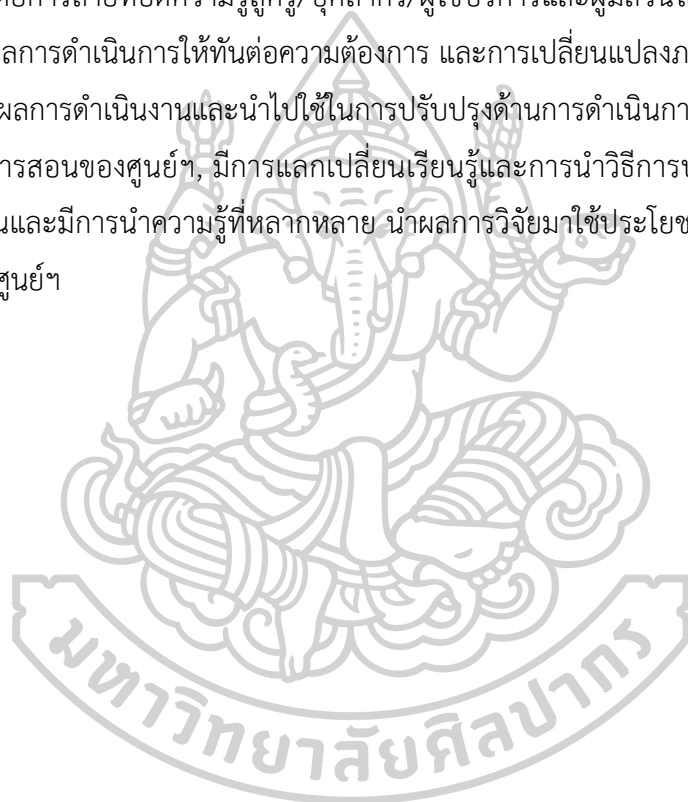 ลการดำเนินการให้ทันต่อความต้องการ และการเปลี่ยนแปลงภ
ผลการดำเนินงานและนำไปใช้ในการปรับปรุงด้านการดำเนินกา
ารสอนของศูนย์ฯ, มีการแลกเปลี่ยนเรียนรู้และการนำวิธีการป
นและมีการนำความรู้ที่หลากหลาย นำผลการวิจัยมาใช้ประโยช
ศูนย์ฯ
มหาวิทยาลัยศิลปากร